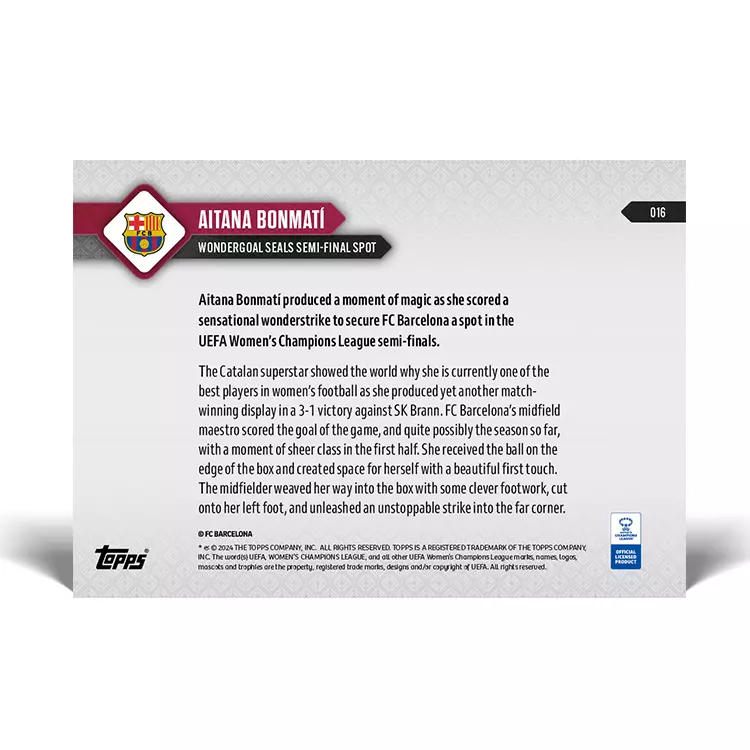 FCB
AITANA BONMATÍ
WONDERGOAL SEALS SEMI-FINAL SPOT
016
Aitana Bonmatí produced a moment of magic as she scored a
sensational wonderstrike to secure FC Barcelona a spot in the
UEFA Women's Champions League semi-finals.
The Catalan superstar showed the world why she is currently one of the
best players in women's football as she produced yet another match-
winning display in a 3-1 victory against SK Brann. FC Barcelona's midfield
maestro scored the goal of the game, and quite possibly the season so far,
with a moment of sheer class in the first half. She received the ball on the
edge of the box and created space for herself with a beautiful first touch.
The midfielder weaved her way into the box with some clever footwork, cut
onto her left foot, and unleashed an unstoppable strike into the far corner.
© FC BARCELONA
* & © 2024 THE TOPPS COMPANY, INC. ALL RIGHTS RESERVED. TOPPS IS A REGISTERED TRADEMARK OF THE TOPPS COMPANY,
INC. The word(s) UEFA, WOMEN'S CHAMPIONS LEAGUE, and all other UEFA Women's Champions League marks, names, logos,
mascots and trophies are the property, registered trade marks, designs and/or copyright of UEFA. All rights reserved.
Topps®
CHAMPIONS
LEAGUE
OFFICIAL
LICENSED
PRODUCT